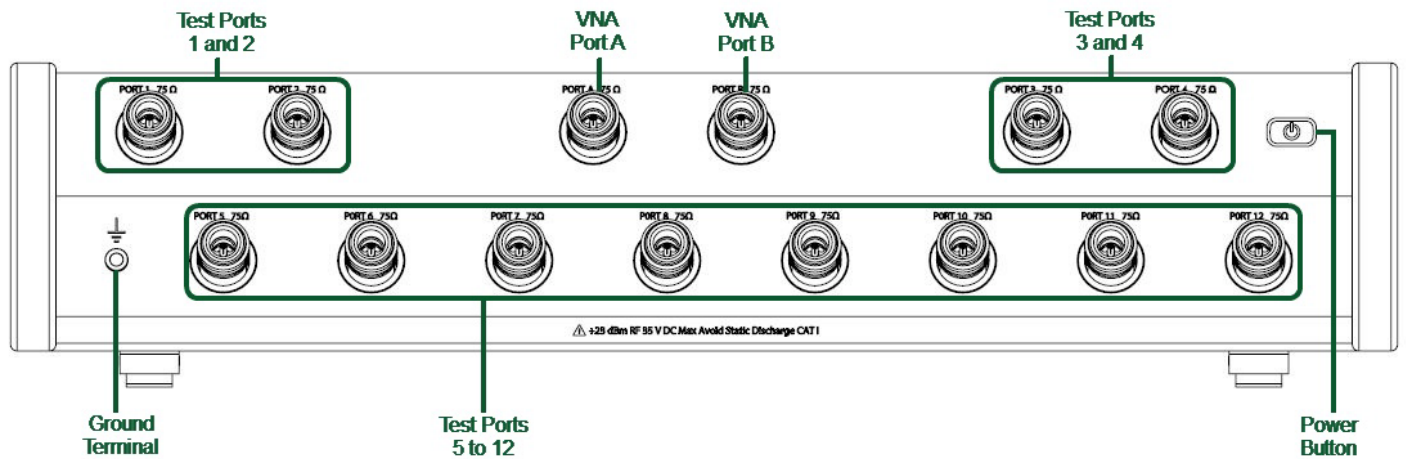 Test Ports
1 and 2
VNA
Port A
VNA
Port B
Test Ports
3 and 4
PORT 1 75 Ω
PORT 2 75 Ω
PORT A 75 Ω
PORT B 75 Ω
PORT 3 75 Ω
PORT 4 75 Ω
PORT 5 75Ω
PORT 6 75Ω
PORT 7 75Ω
PORT 8 75Ω
PORT 9 75Ω
PORT 10 75Ω
PORT 11 75Ω
PORT 12 75Ω
RF 35 V DC Max Avoid Static Discharge CAT I
Ground
Terminal
Test Ports
5 to 12
Power
Button